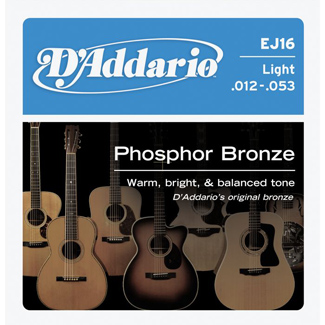 D'Addario
EJ16
Light
.012-.053
Phosphor Bronze
Warm, bright, & balanced tone
D'Addario's original bronze